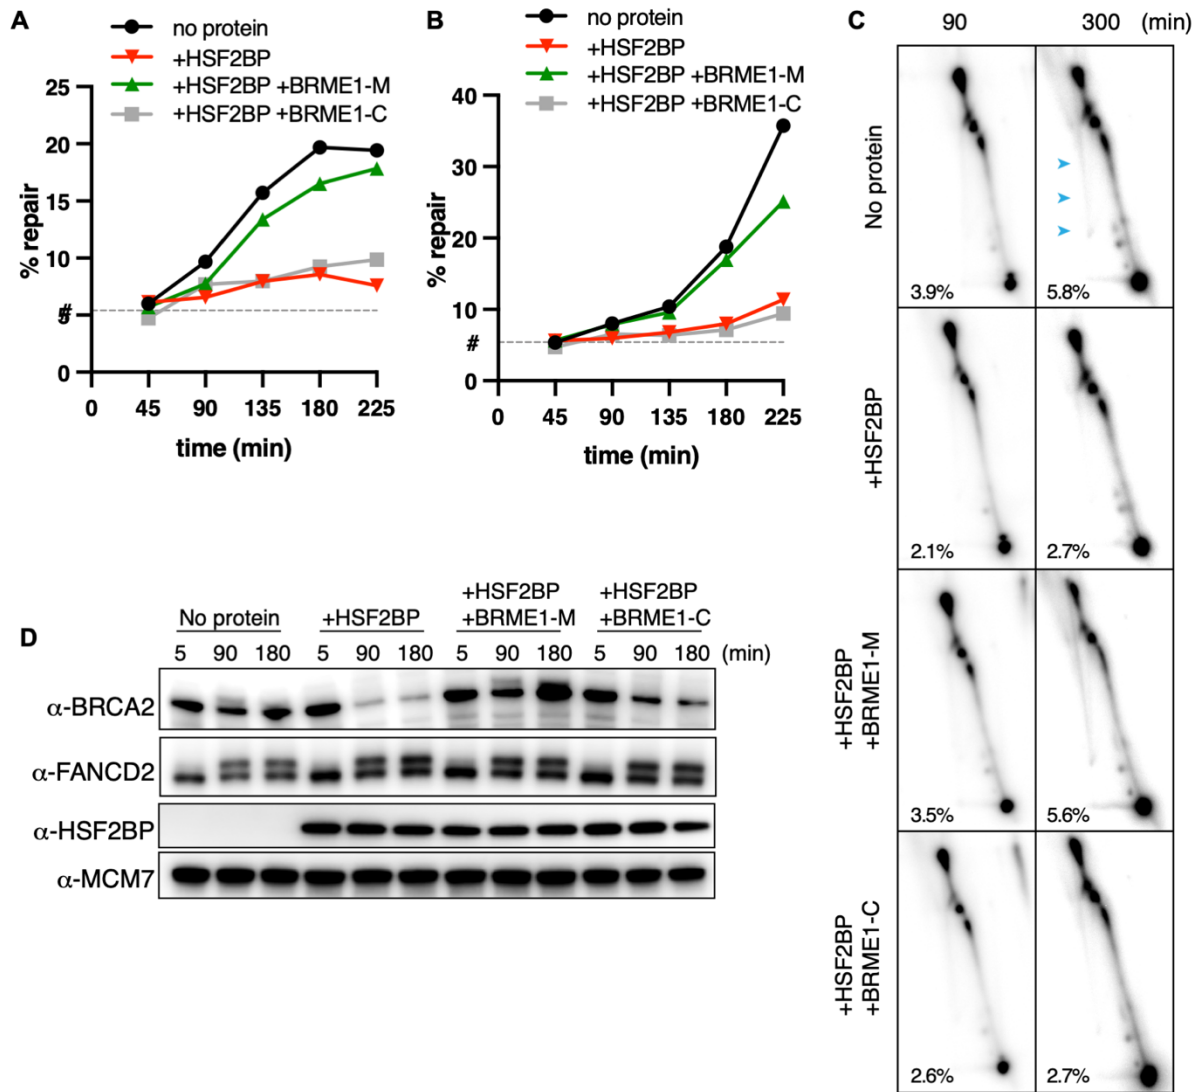 A
no protein
+HSF2BP
+HSF2BP +BRME1-M
+HSF2BP +BRME1-C
25
20
15
10
5
0
#
% repair
0 45 90 135 180 225
time (min)
B
no protein
+HSF2BP
+HSF2BP +BRME1-M
+HSF2BP +BRME1-C
40
30
20
10
0
#
% repair
0 45 90 135 180 225
time (min)
C
90 300 (min)
No protein
3.9% 5.8%
+HSF2BP
2.1% 2.7%
+HSF2BP
+BRME1-M
3.5% 5.6%
+HSF2BP
+BRME1-C
2.6% 2.7%
D
No protein
+HSF2BP
+HSF2BP
+BRME1-M
+HSF2BP
+BRME1-C
5 90 180 5 90 180 5 90 180 5 90 180 (min)
α-BRCA2
α-FANCD2
α-HSF2BP
α-MCM7